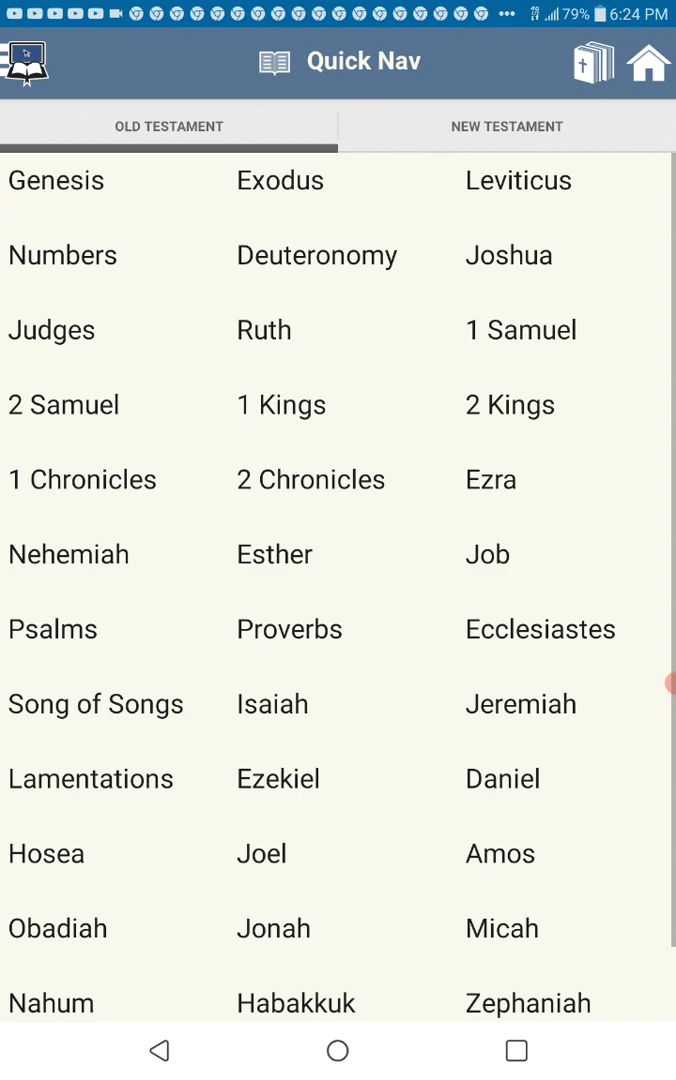 79% 6:24 PM
Quick Nav
OLD TESTAMENT NEW TESTAMENT
Genesis Exodus Leviticus
Numbers Deuteronomy Joshua
Judges Ruth 1 Samuel
2 Samuel 1 Kings 2 Kings
1 Chronicles 2 Chronicles Ezra
Nehemiah Esther Job
Psalms Proverbs Ecclesiastes
Song of Songs Isaiah Jeremiah
Lamentations Ezekiel Daniel
Hosea Joel Amos
Obadiah Jonah Micah
Nahum Habakkuk Zephaniah